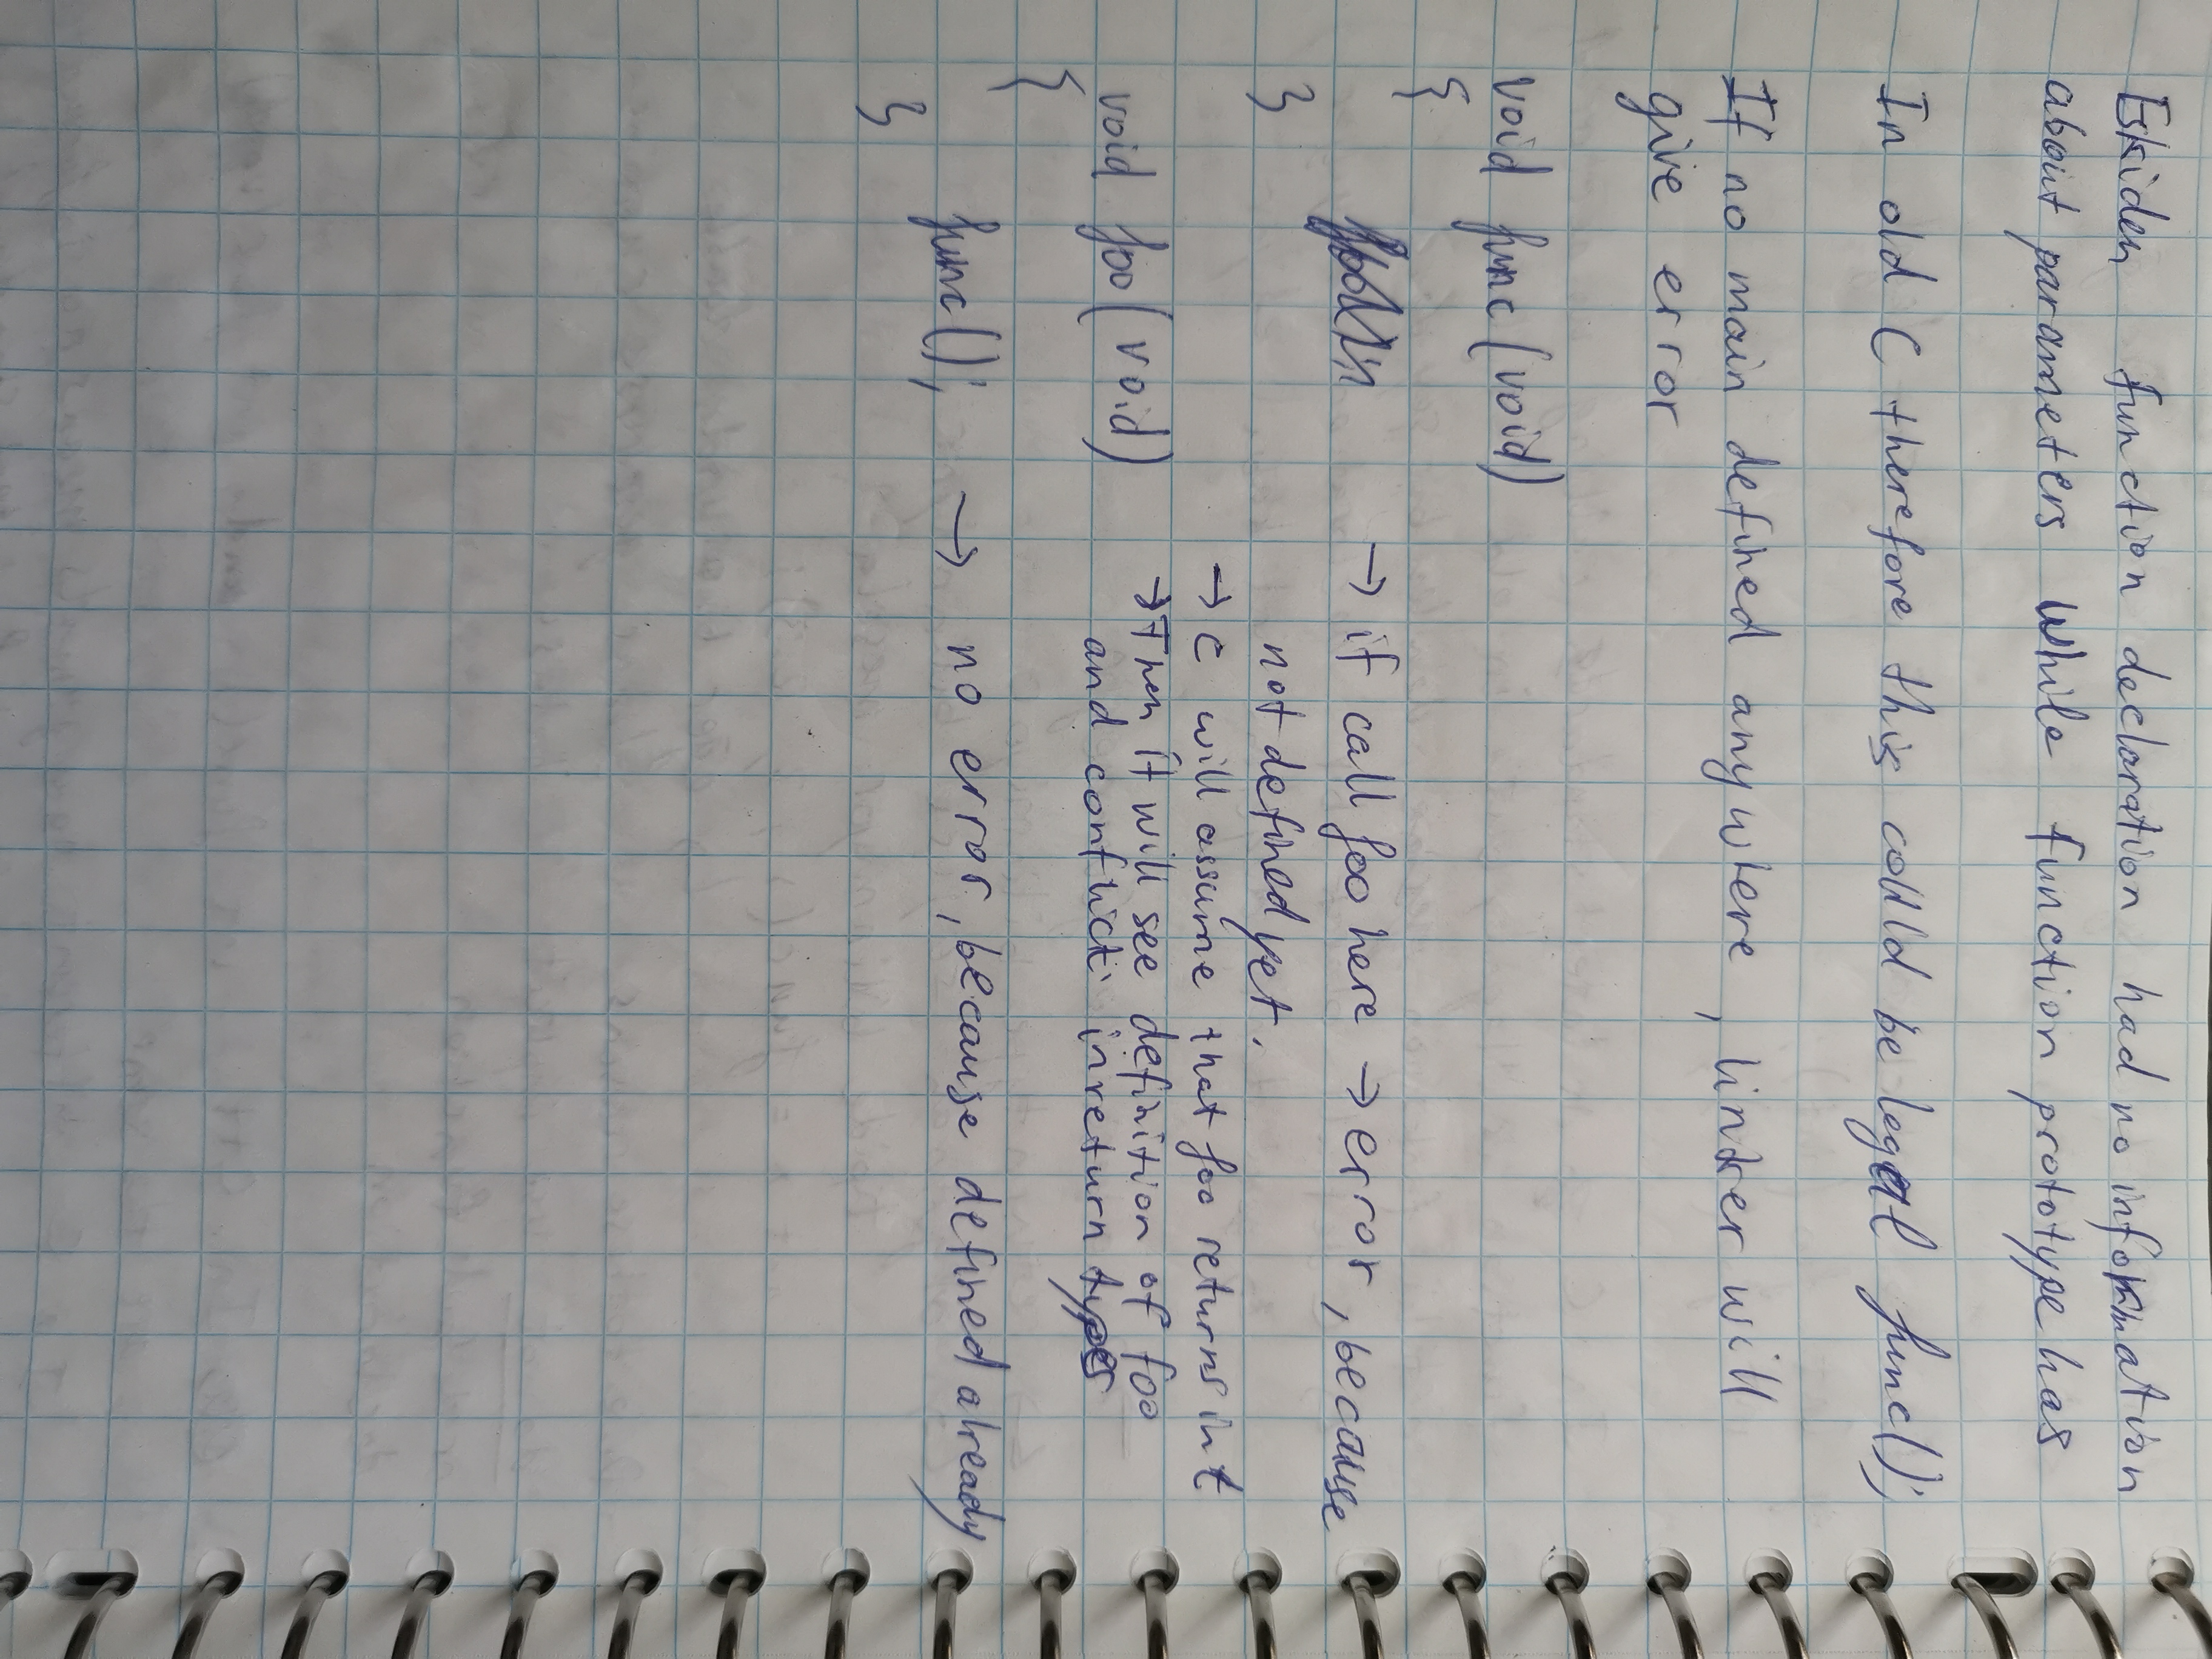 Eskiden function declaration had no information
about parameters while function prototype has
In old C therefore this could be legal func();
If no main defined anywhere, linker will
give error
void func(void)
{
→ if call foo here → error, because
} not defined yet.
→ C will assume that foo returns int
void foo(void) → Then it will see definition of foo
and conflict in return types
{
func(); → no error, because defined already
}